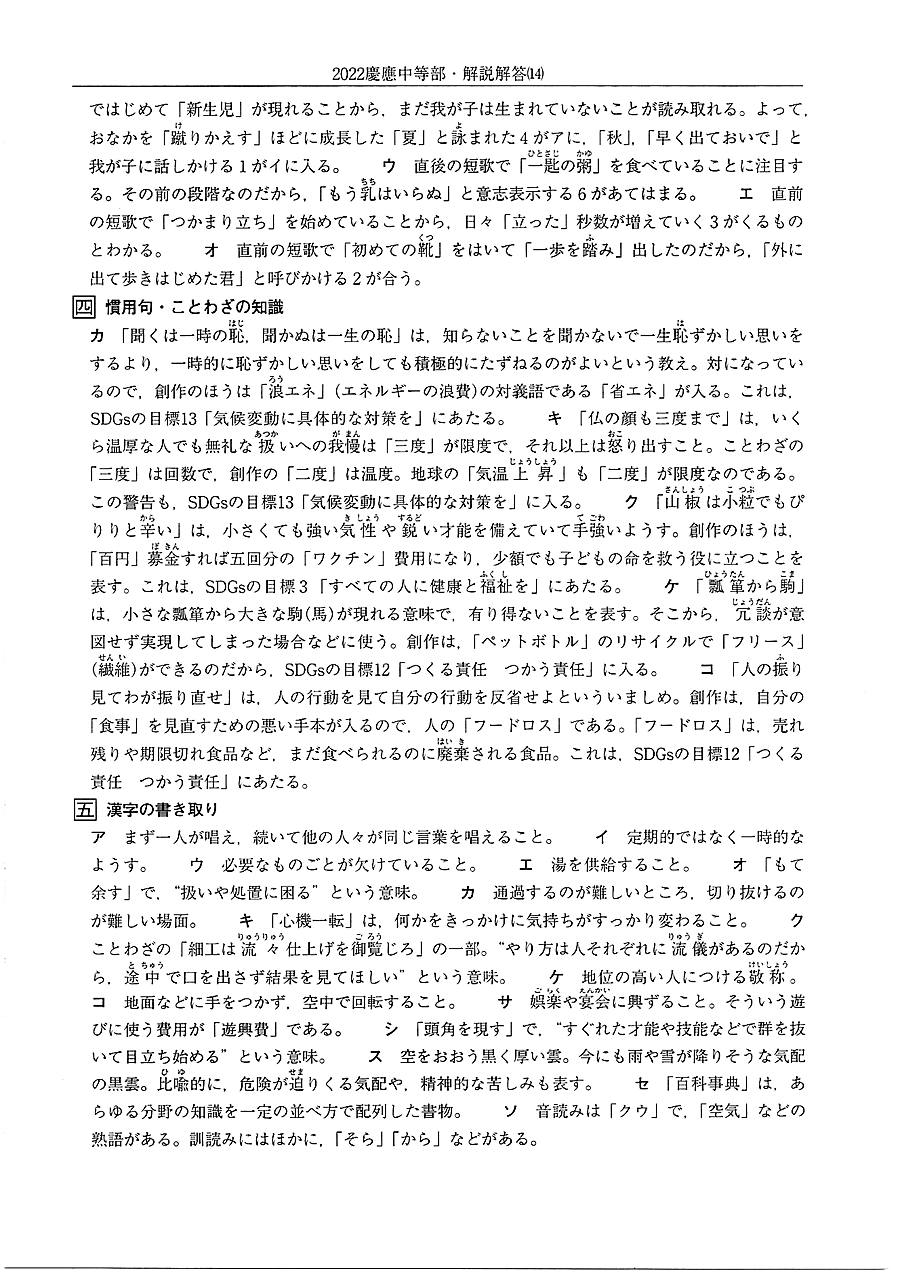 2022慶應中等部・解説解答⒁
ではじめて「新生児」が現れることから，まだ我が子は生まれていないことが読み取れる。よって，
おなかを「蹴りかえす」ほどに成長した「夏」と詠まれた4がアに，「秋」，「早く出ておいで」と
我が子に話しかける1がイに入る。　　ウ　直後の短歌で「一匙の粥」を食べていることに注目す
る。その前の段階なのだから，「もう乳はいらぬ」と意志表示する6があてはまる。　　エ　直前
の短歌で「つかまり立ち」を始めていることから，日々「立った」秒数が増えていく3がくるもの
とわかる。　　オ　直前の短歌で「初めての靴」をはいて「一歩を踏み」出したのだから，「外に
出て歩きはじめた君」と呼びかける2が合う。
四　慣用句・ことわざの知識
カ　「聞くは一時の恥，聞かぬは一生の恥」は，知らないことを聞かないで一生恥ずかしい思いを
するより，一時的に恥ずかしい思いをしても積極的にたずねるのがよいという教え。対になってい
るので，創作のほうは「浪エネ」(エネルギーの浪費)の対義語である「省エネ」が入る。これは，
SDGsの目標13「気候変動に具体的な対策を」にあたる。　　キ　「仏の顔も三度まで」は，いく
ら温厚な人でも無礼な扱いへの我慢は「三度」が限度で，それ以上は怒り出すこと。ことわざの
「三度」は回数で，創作の「二度」は温度。地球の「気温上昇」も「二度」が限度なのである。
この警告も，SDGsの目標13「気候変動に具体的な対策を」に入る。　　ク　「山椒は小粒でもぴ
りりと辛い」は，小さくても強い気性や鋭い才能を備えていて手強いようす。創作のほうは，
「百円」募金すれば五回分の「ワクチン」費用になり，少額でも子どもの命を救う役に立つことを
表す。これは，SDGsの目標3「すべての人に健康と福祉を」にあたる。　　ケ　「瓢箪から駒」
は，小さな瓢箪から大きな駒(馬)が現れる意味で，有り得ないことを表す。そこから，冗談が意
図せず実現してしまった場合などに使う。創作は，「ペットボトル」のリサイクルで「フリース」
(繊維)ができるのだから，SDGsの目標12「つくる責任　つかう責任」に入る。　　コ　「人の振り
見てわが振り直せ」は，人の行動を見て自分の行動を反省せよといういましめ。創作は，自分の
「食事」を見直すための悪い手本が入るので，人の「フードロス」である。「フードロス」は，売れ
残りや期限切れ食品など，まだ食べられるのに廃棄される食品。これは，SDGsの目標12「つくる
責任　つかう責任」にあたる。
五　漢字の書き取り
ア　まず一人が唱え，続いて他の人々が同じ言葉を唱えること。　　イ　定期的ではなく一時的な
ようす。　　ウ　必要なものごとが欠けていること。　　エ　湯を供給すること。　　オ　「もて
余す」で，“扱いや処置に困る”という意味。　　カ　通過するのが難しいところ，切り抜けるの
が難しい場面。　　キ　「心機一転」は，何かをきっかけに気持ちがすっかり変わること。　　ク
ことわざの「細工は流々仕上げを御覧じろ」の一部。“やり方は人それぞれに流儀があるのだか
ら，途中で口を出さず結果を見てほしい”という意味。　　ケ　地位の高い人につける敬称。
コ　地面などに手をつかず，空中で回転すること。　　サ　娯楽や宴会に興ずること。そういう遊
びに使う費用が「遊興費」である。　　シ　「頭角を現す」で，“すぐれた才能や技能などで群を抜
いて目立ち始める”という意味。　　ス　空をおおう黒く厚い雲。今にも雨や雪が降りそうな気配
の黒雲。比喩的に，危険が迫りくる気配や，精神的な苦しみも表す。　　セ　「百科事典」は，あ
らゆる分野の知識を一定の並べ方で配列した書物。　　ソ　音読みは「クウ」で，「空気」などの
熟語がある。訓読みにはほかに，「そら」「から」などがある。